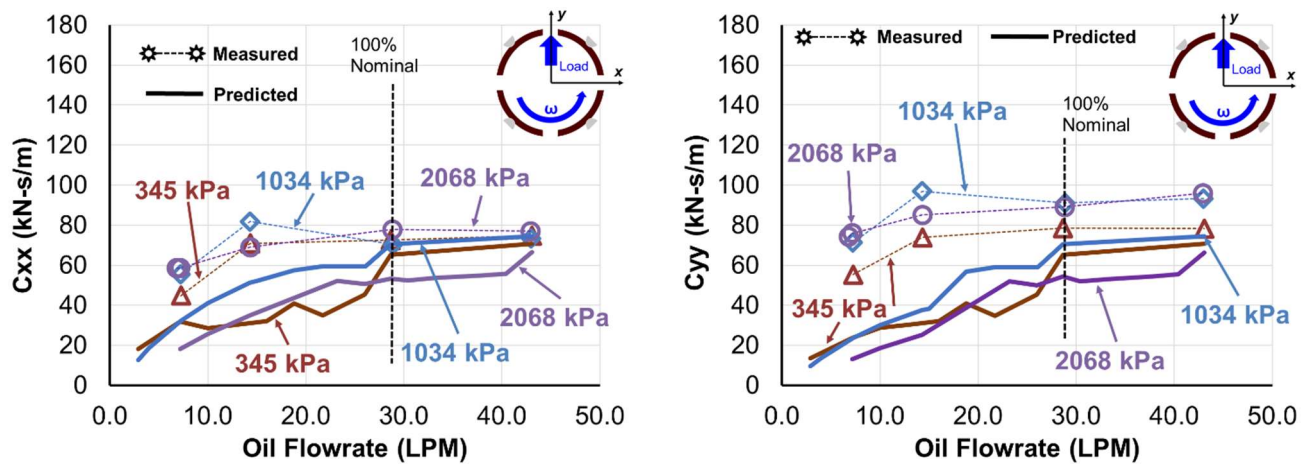 180
160
140
120
100
80
60
40
20
0
Cxx (kN-s/m)
Measured
Predicted
100%
Nominal
y
Load
x
ω
345 kPa
1034 kPa
2068 kPa
2068 kPa
1034 kPa
345 kPa
0.0 10.0 20.0 30.0 40.0 50.0
Oil Flowrate (LPM)
180
160
140
120
100
80
60
40
20
0
Cyy (kN-s/m)
Measured Predicted
100%
Nominal
y
Load
x
ω
1034 kPa
2068 kPa
345 kPa
1034 kPa
2068 kPa
0.0 10.0 20.0 30.0 40.0 50.0
Oil Flowrate (LPM)